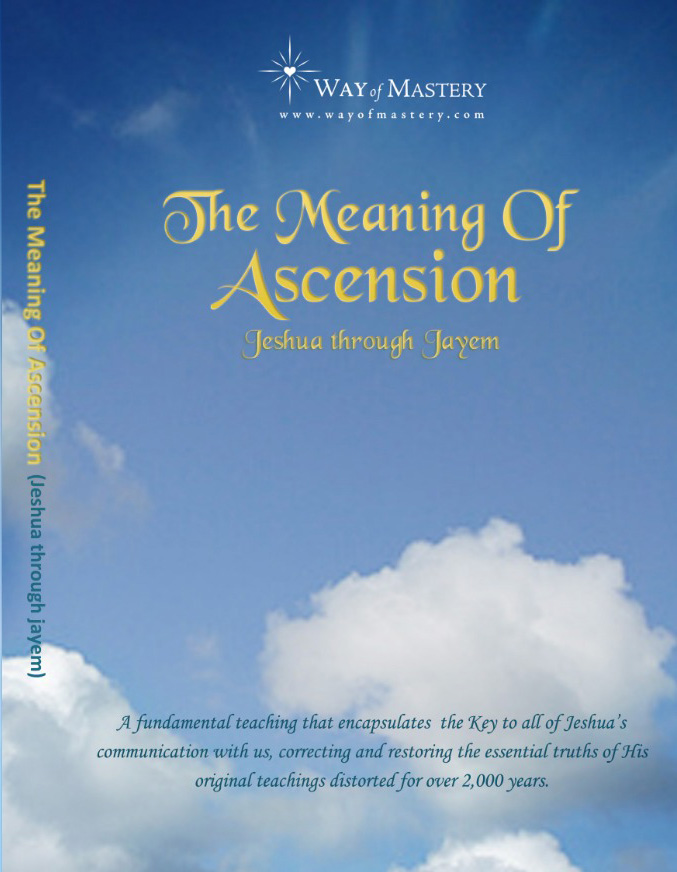 WAY of MASTERY
www.wayofmastery.com
The Meaning Of
Ascension
Jeshua through Jayem
The Meaning Of Ascension (Jeshua through jayem)
A fundamental teaching that encapsulates  the Key to all of Jeshua's
communication with us, correcting and restoring the essential truths of His
original teachings distorted for over 2,000 years.